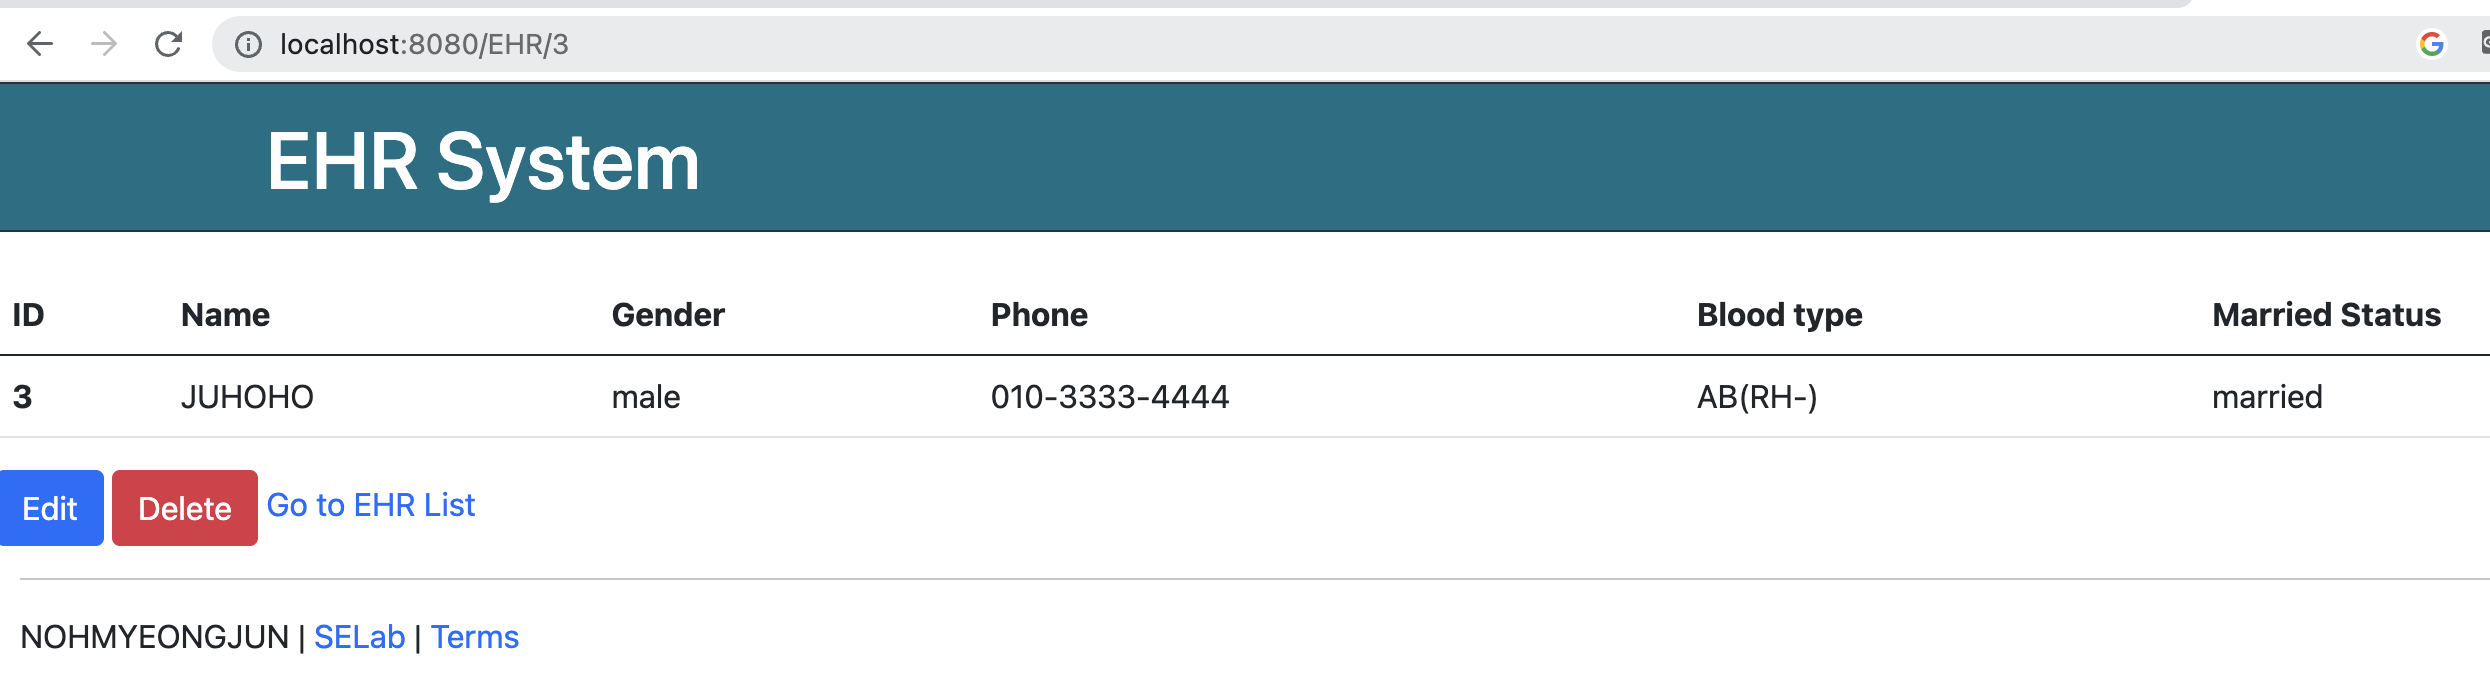 localhost:8080/EHR/3
EHR System
ID Name Gender Phone Blood type Married Status
3 JUHOHO male 010-3333-4444 AB(RH-) married
Edit Delete Go to EHR List
NOHMYEONGJUN | SELab | Terms